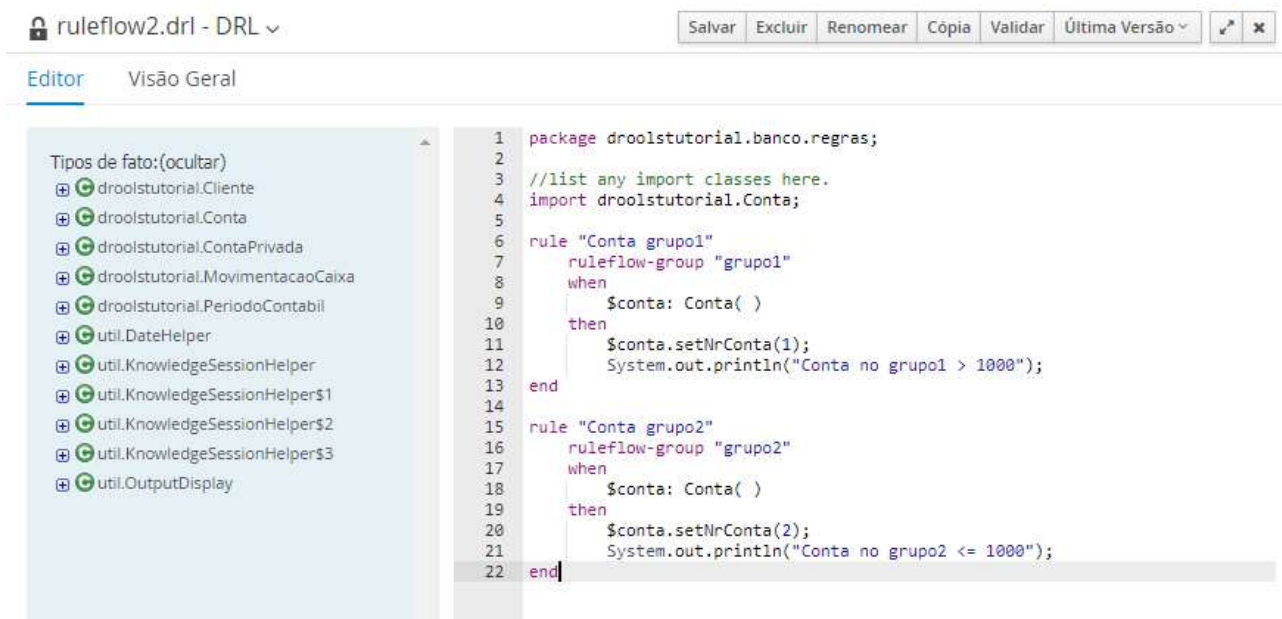 ruleflow2.drl - DRL
Salvar Excluir Renomear Cópia Validar Última Versão
Editor Visão Geral
Tipos de fato:(ocultar)
droolstutorial.Cliente
droolstutorial.Conta
droolstutorial.ContaPrivada
droolstutorial.MovimentacaoCaixa
droolstutorial.PeriodoContabil
util.DateHelper
util.KnowledgeSessionHelper
util.KnowledgeSessionHelper$1
util.KnowledgeSessionHelper$2
util.KnowledgeSessionHelper$3
util.OutputDisplay
1 package droolstutorial.banco.regras;
2
3 //list any import classes here.
4 import droolstutorial.Conta;
5
6 rule "Conta grupo1"
7 ruleflow-group "grupo1"
8 when
9 $conta: Conta( )
10 then
11 $conta.setNrConta(1);
12 System.out.println("Conta no grupo1 > 1000");
13 end
14
15 rule "Conta grupo2"
16 ruleflow-group "grupo2"
17 when
18 $conta: Conta( )
19 then
20 $conta.setNrConta(2);
21 System.out.println("Conta no grupo2 <= 1000");
22 end